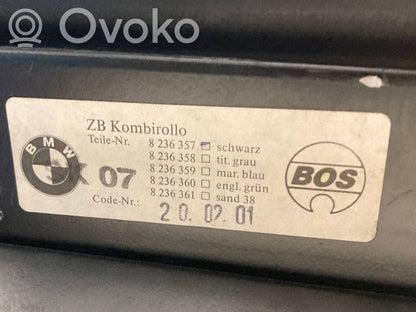 Ovoko
ZB Kombirollo
Teile-Nr. 8 236 357 schwarz
8 236 358 tit. grau
8 236 359 mar. blau
8 236 360 engl. grün
8 236 361 sand 38
Code-Nr.: 20.02.01
BMW
K 07
BOS
Ovoko